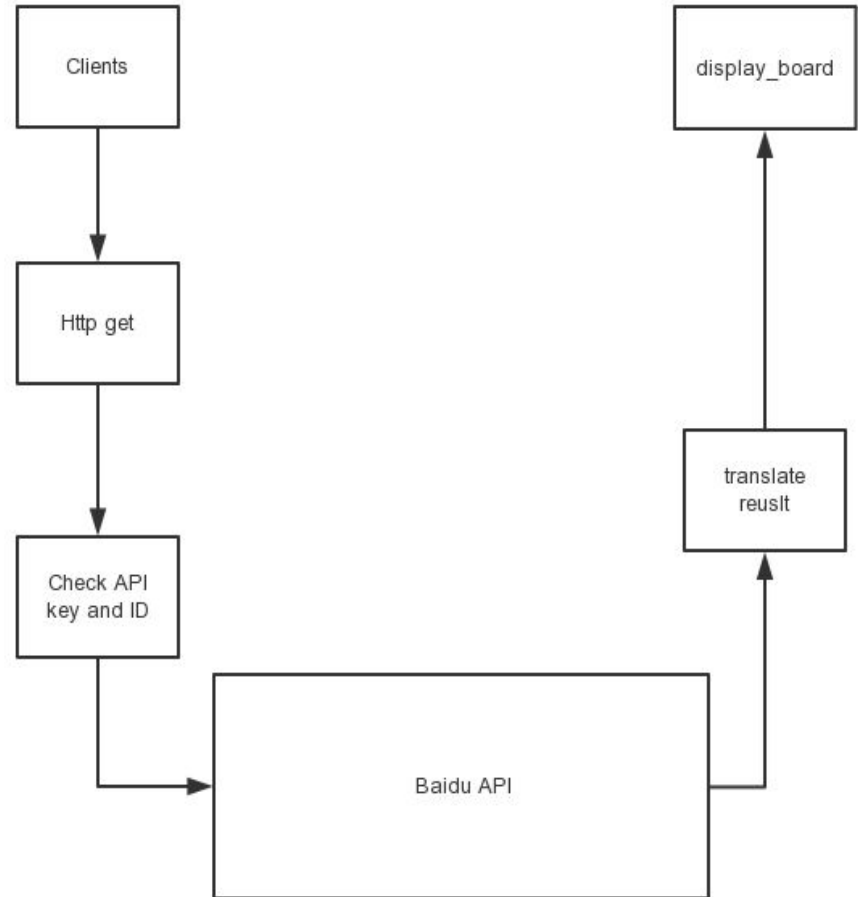 Clients
display_board
Http get
translate
reuslt
Check API
key and ID
Baidu API